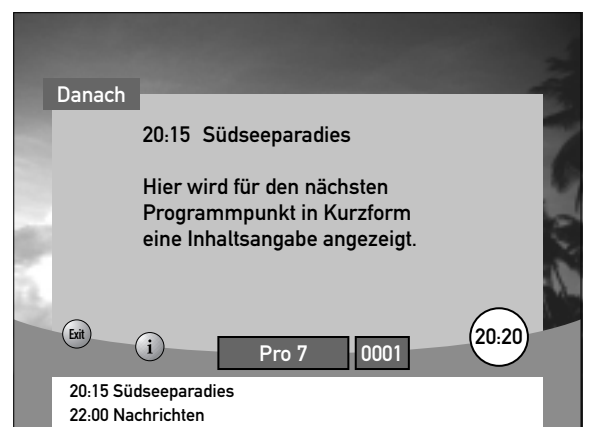 Danach
20:15 Südseeparadies
Hier wird für den nächsten
Programmpunkt in Kurzform
eine Inhaltsangabe angezeigt.
Exit
i
Pro 7
0001
20:20
20:15 Südseeparadies
22:00 Nachrichten